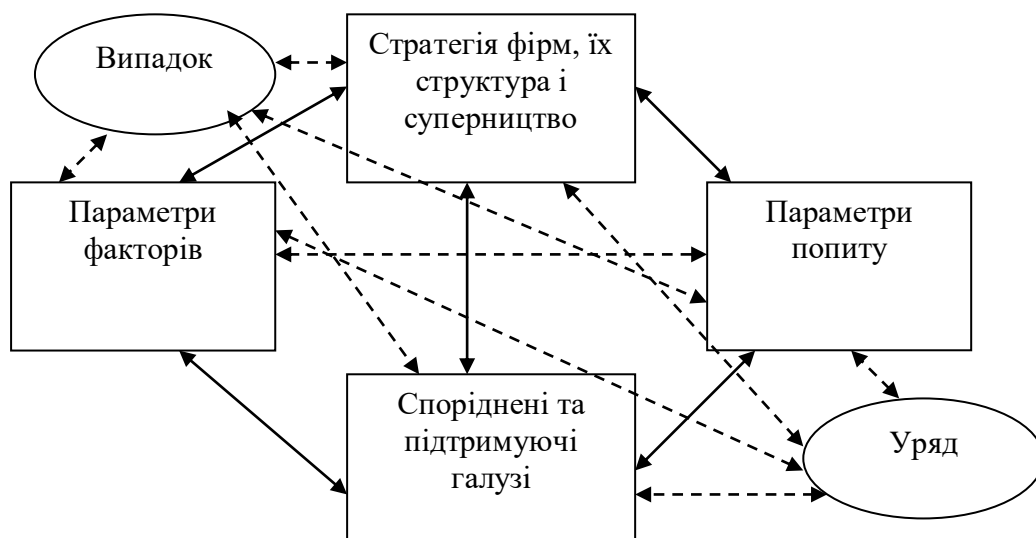 Випадок
Стратегія фірм, їх
структура і
суперництво
Параметри
факторів
Параметри
попиту
Споріднені та
підтримуючі
галузі
Уряд